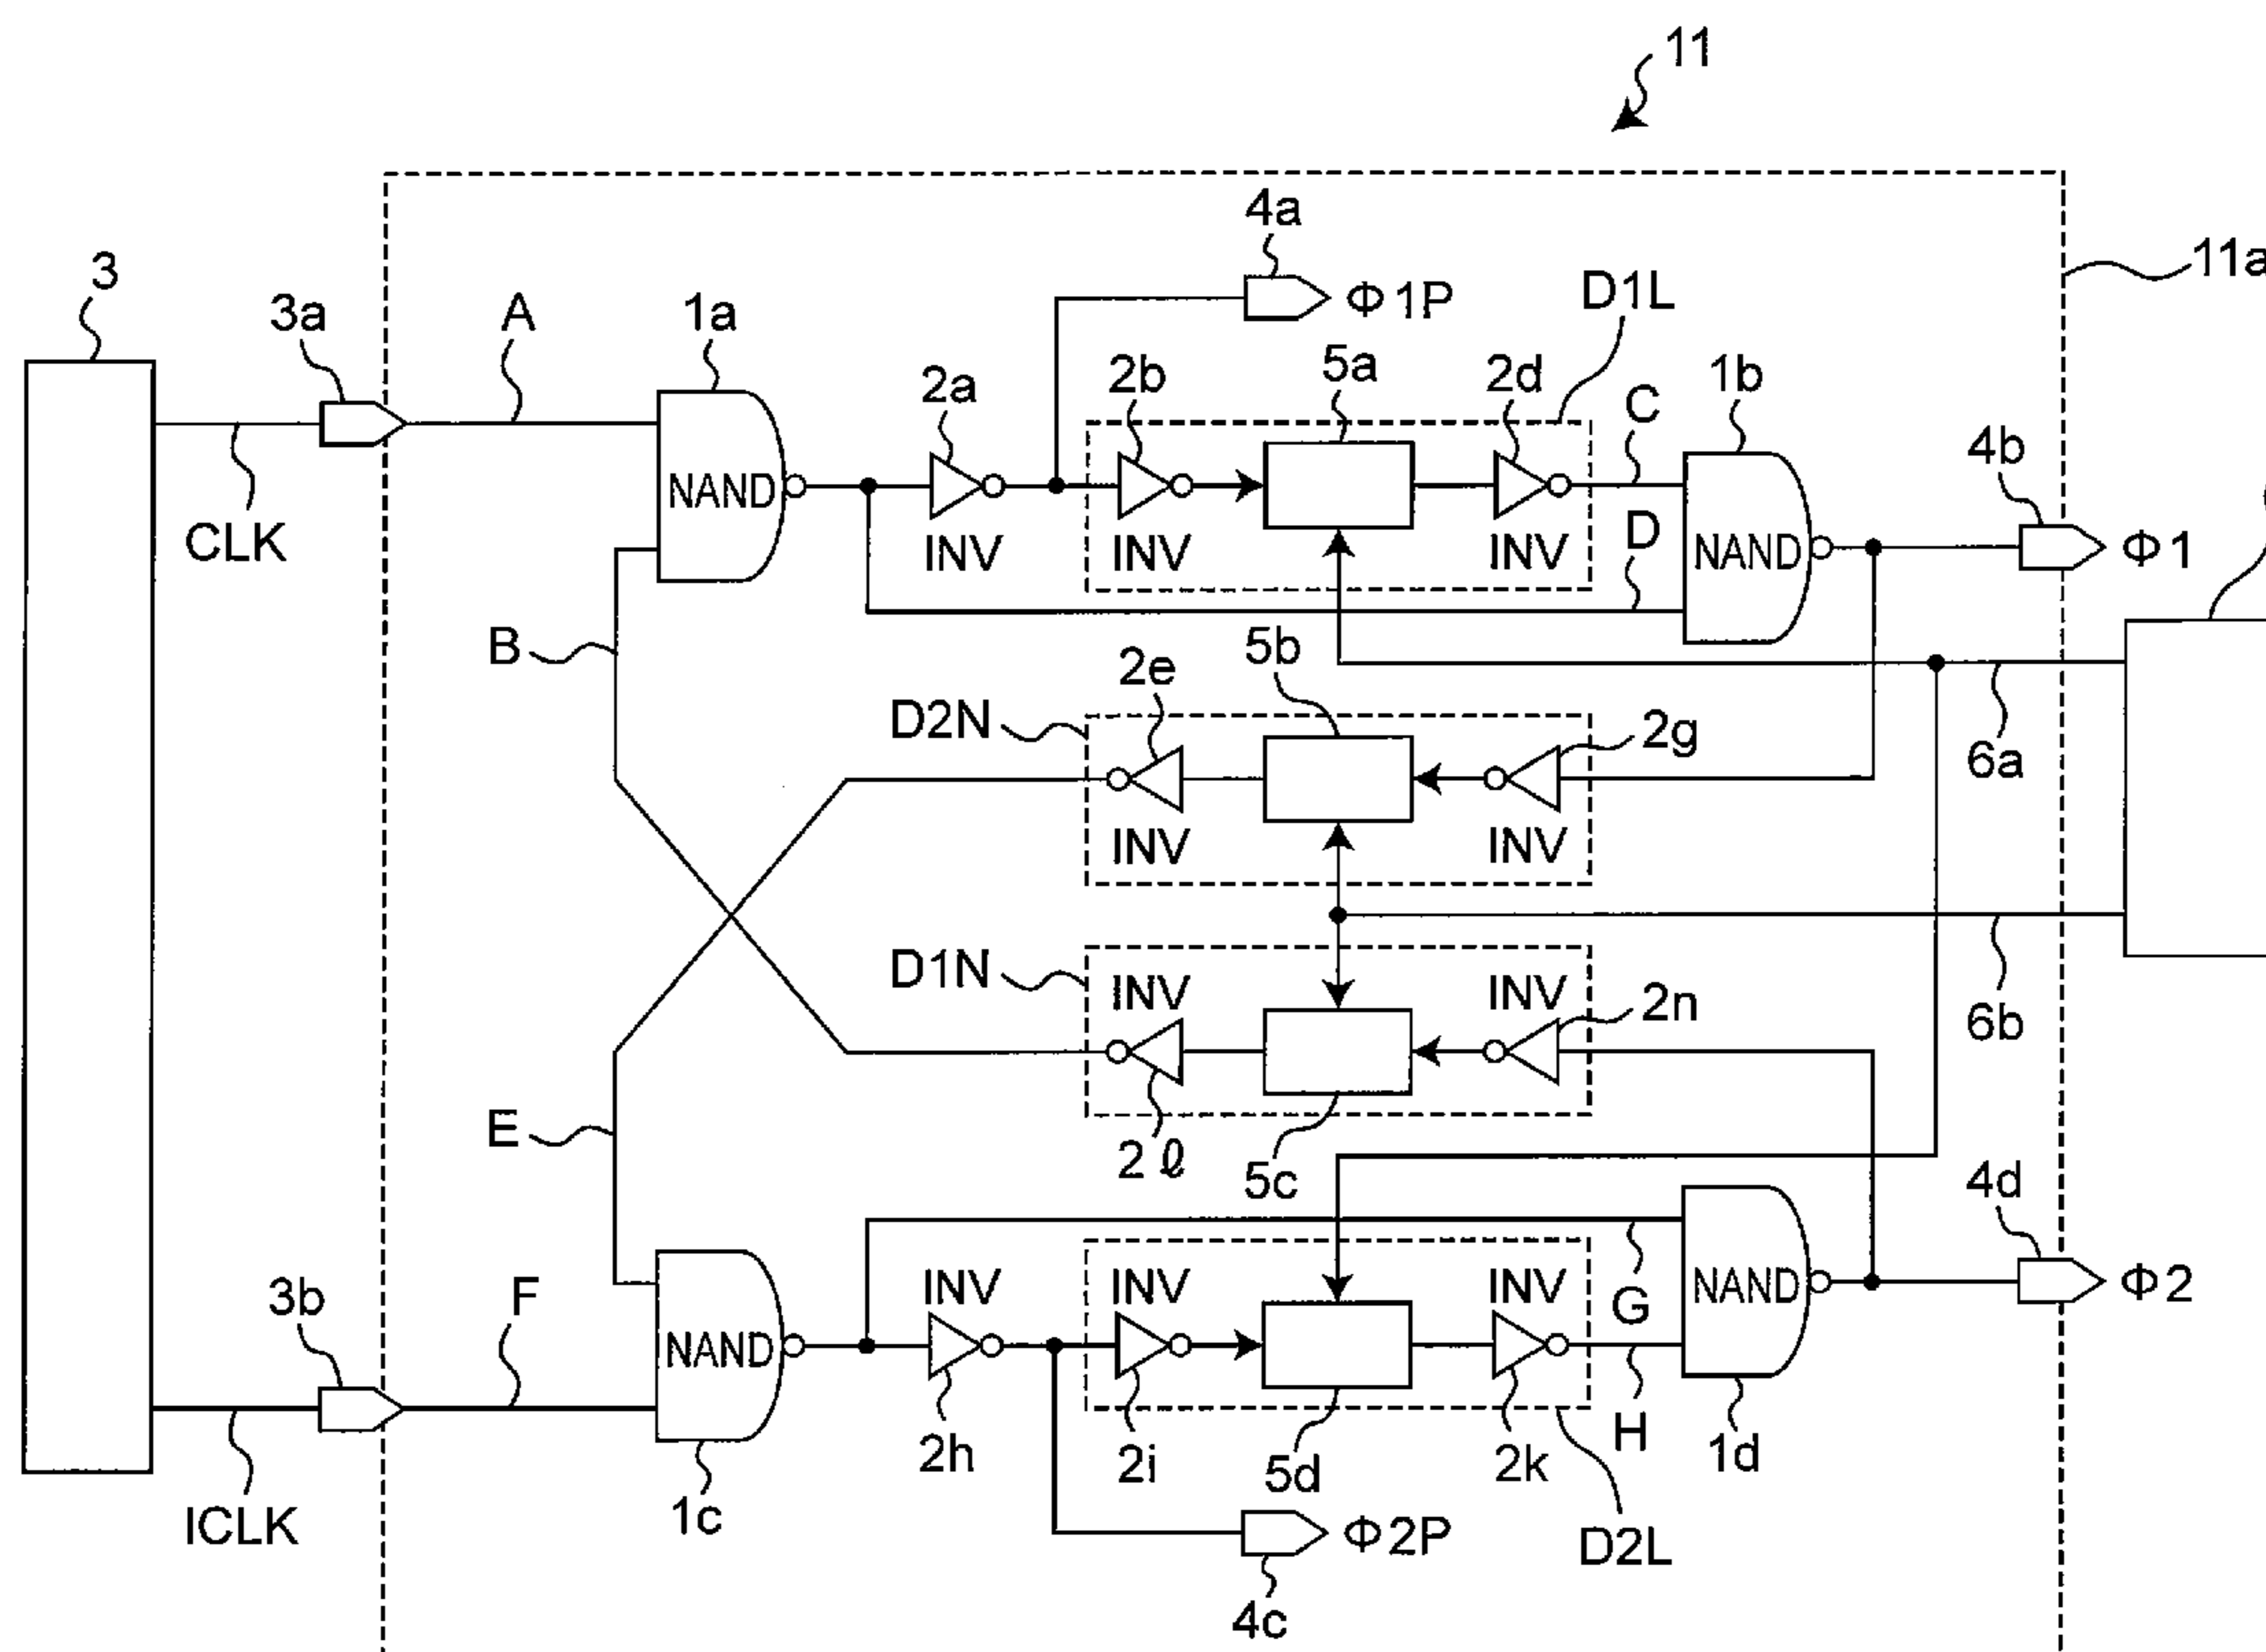 11
4a
3
3a
A
1a
Φ1P
D1L
11a
2a
2b
5a
2d
C
1b
4b
NAND
NAND
CLK
INV
INV
INV
D
Φ1
B
5b
2e
D2N
2g
6a
INV
INV
D1N
INV
INV
2n
6b
E
2ℓ
5c
4d
3b
F
INV
INV
INV
G
NAND
Φ2
NAND
2h
2i
5d
2k
H
1d
ICLK
1c
Φ2P
D2L
4c